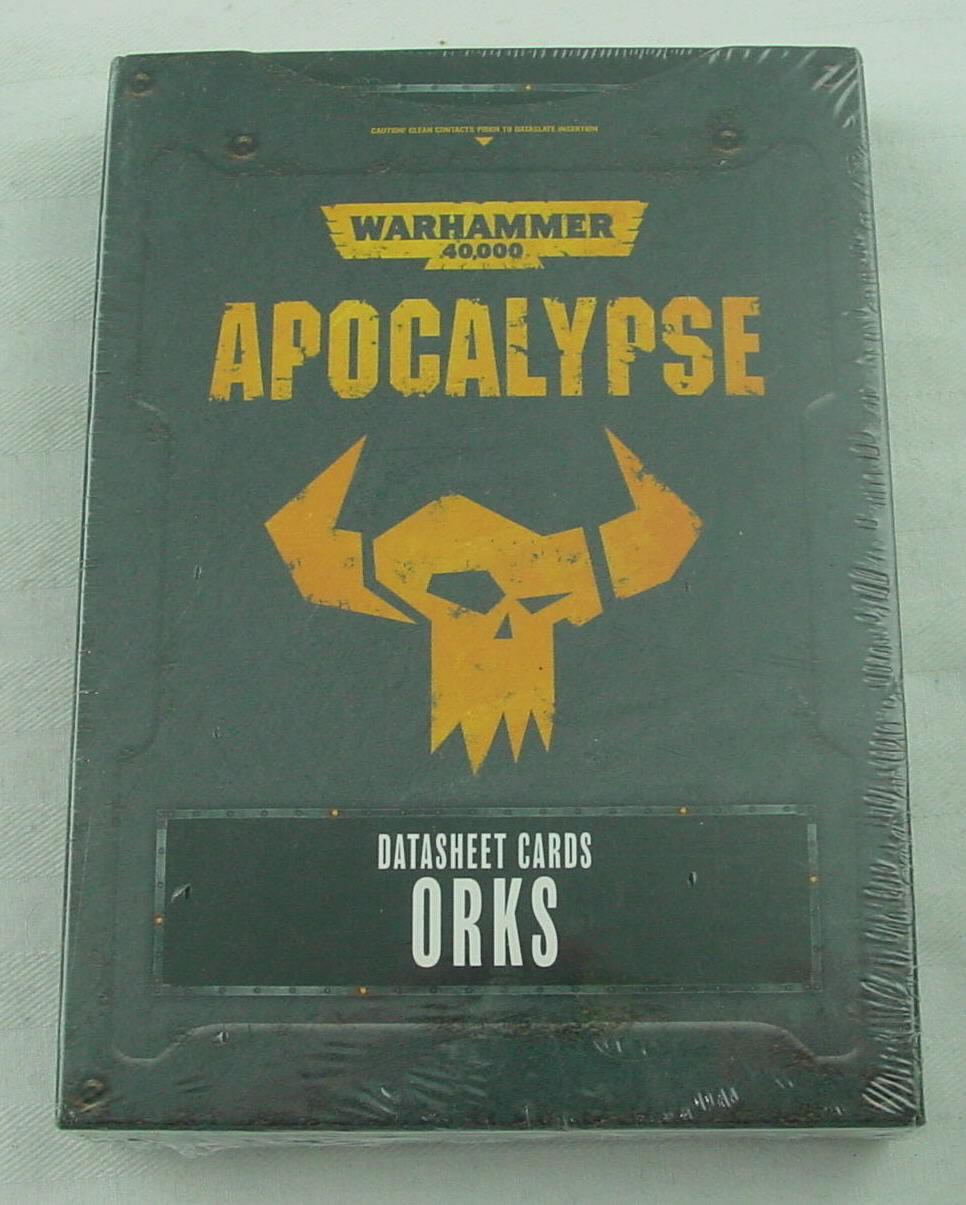 CAUTION! CLEAN CONTACTS PRIOR TO DATASLATE INSERTION
WARHAMMER
40,000
APOCALYPSE
DATASHEET CARDS
ORKS